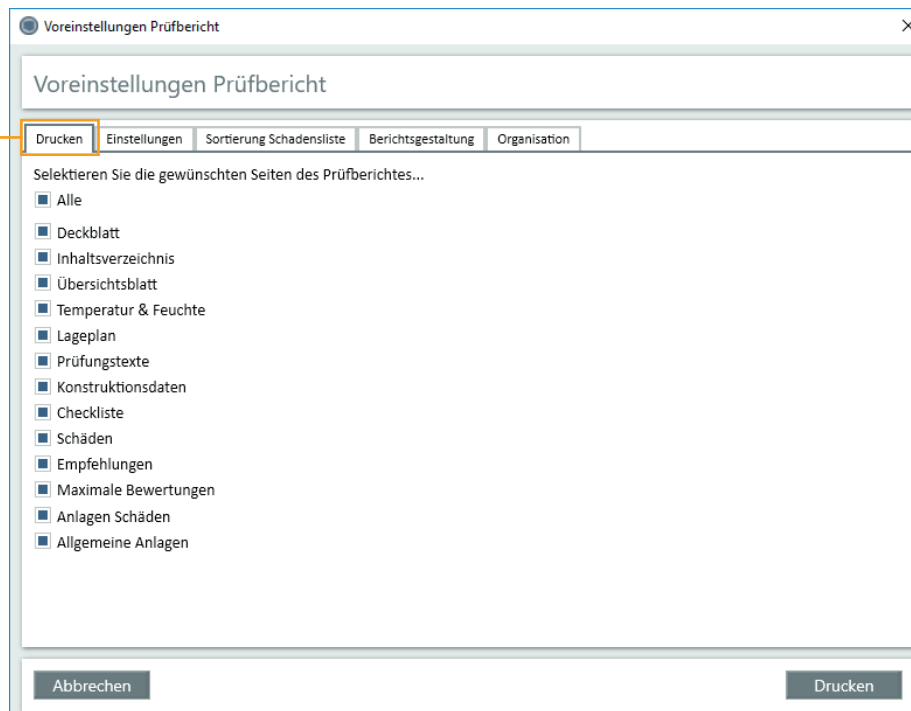 Voreinstellungen Prüfbericht
Voreinstellungen Prüfbericht
Drucken Einstellungen Sortierung Schadensliste Berichtsgestaltung Organisation
Selektieren Sie die gewünschten Seiten des Prüfberichtes...
Alle
Deckblatt
Inhaltsverzeichnis
Übersichtsblatt
Temperatur & Feuchte
Lageplan
Prüfungstexte
Konstruktionsdaten
Checkliste
Schäden
Empfehlungen
Maximale Bewertungen
Anlagen Schäden
Allgemeine Anlagen
Abbrechen Drucken